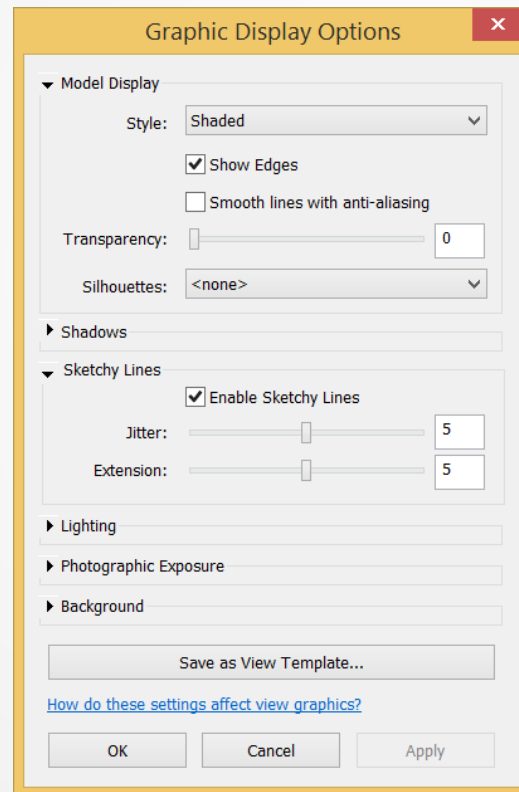 Graphic Display Options
Model Display
Style: Shaded
Show Edges
Smooth lines with anti-aliasing
Transparency: 0
Silhouettes: <none>
Shadows
Sketchy Lines
Enable Sketchy Lines
Jitter: 5
Extension: 5
Lighting
Photographic Exposure
Background
Save as View Template...
How do these settings affect view graphics?
OK Cancel Apply